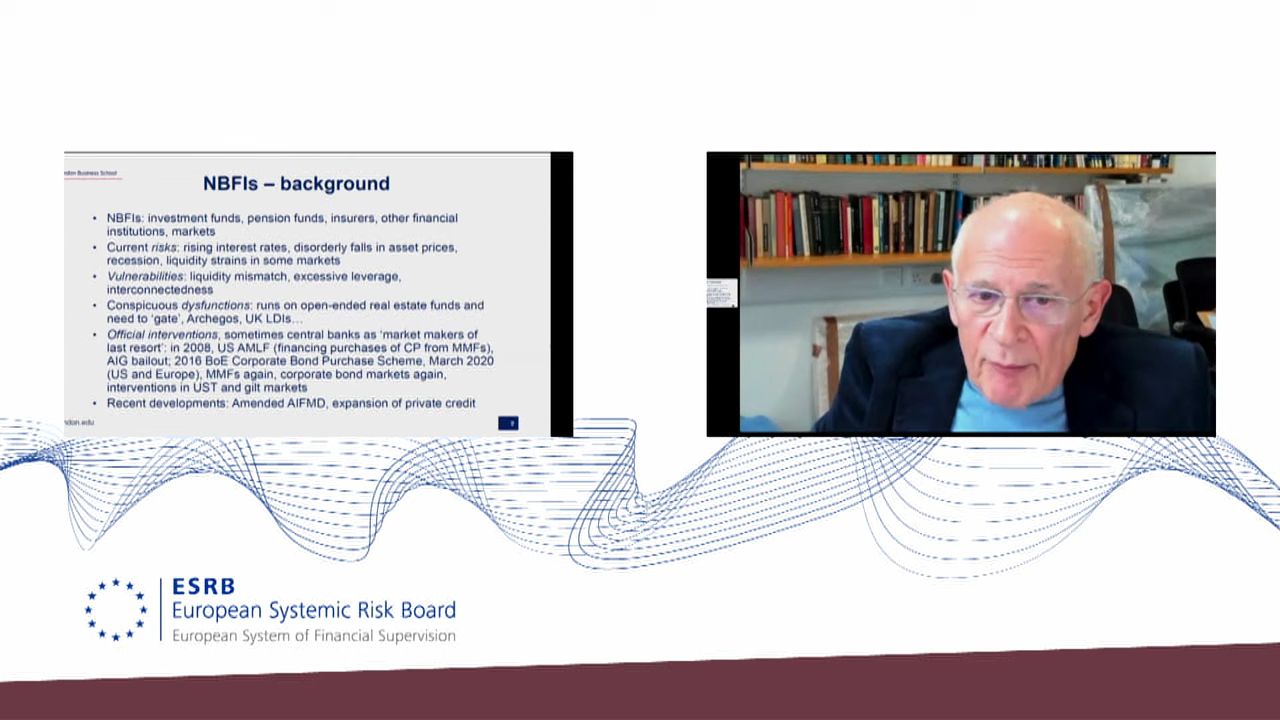 ndon Business School
NBFIs – background
• NBFIs: investment funds, pension funds, insurers, other financial
institutions, markets
• Current risks: rising interest rates, disorderly falls in asset prices,
recession, liquidity strains in some markets
• Vulnerabilities: liquidity mismatch, excessive leverage,
interconnectedness
• Conspicuous dysfunctions: runs on open-ended real estate funds and
need to ‘gate’, Archegos, UK LDIs…
• Official interventions, sometimes central banks as ‘market makers of
last resort’: in 2008, US AMLF (financing purchases of CP from MMFs),
AIG bailout; 2016 BoE Corporate Bond Purchase Scheme, March 2020
(US and Europe), MMFs again, corporate bond markets again,
interventions in UST and gilt markets
• Recent developments: Amended AIFMD, expansion of private credit
ndon.edu
ESRB
European Systemic Risk Board
European System of Financial Supervision